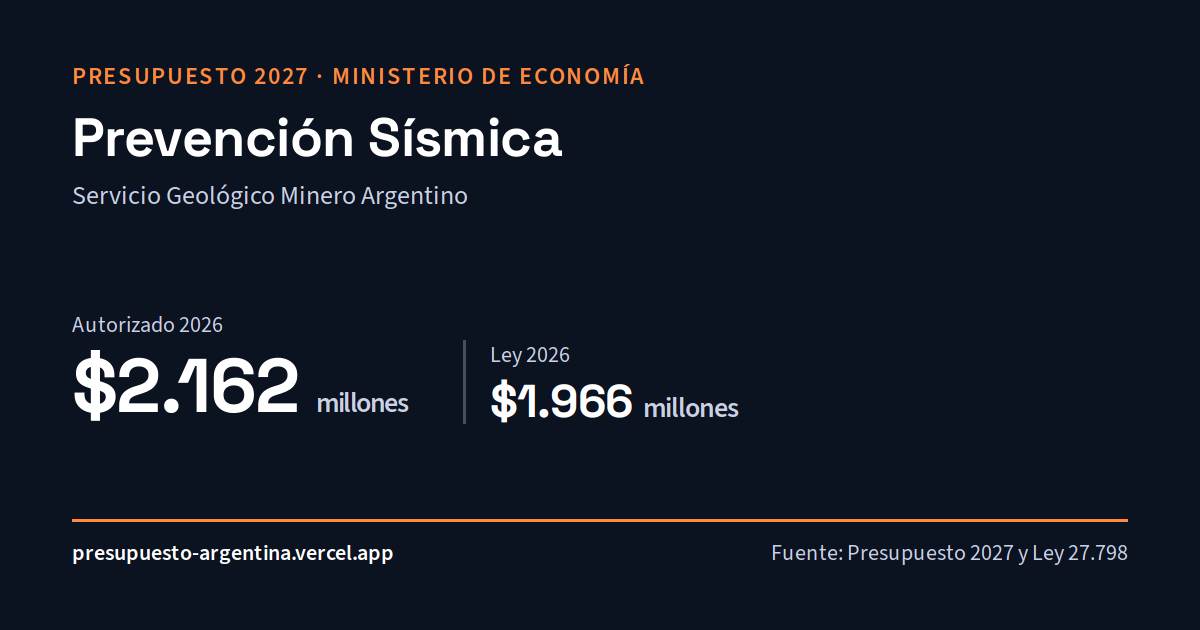 PRESUPUESTO 2027 · MINISTERIO DE ECONOMÍA
Prevención Sísmica
Servicio Geológico Minero Argentino
Autorizado 2026
$2.162 millones
Ley 2026
$1.966 millones
presupuesto-argentina.vercel.app
Fuente: Presupuesto 2027 y Ley 27.798